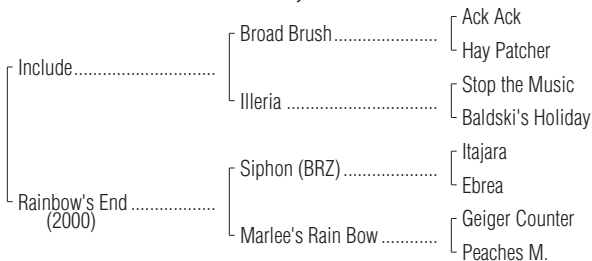 Ack Ack
Broad Brush....................
Hay Patcher
Include...........................
Stop the Music
Illeria .............................
Baldski's Holiday
Itajara
Siphon (BRZ)..................
Ebrea
Rainbow's End ................
(2000)
Geiger Counter
Marlee's Rain Bow ...........
Peaches M.